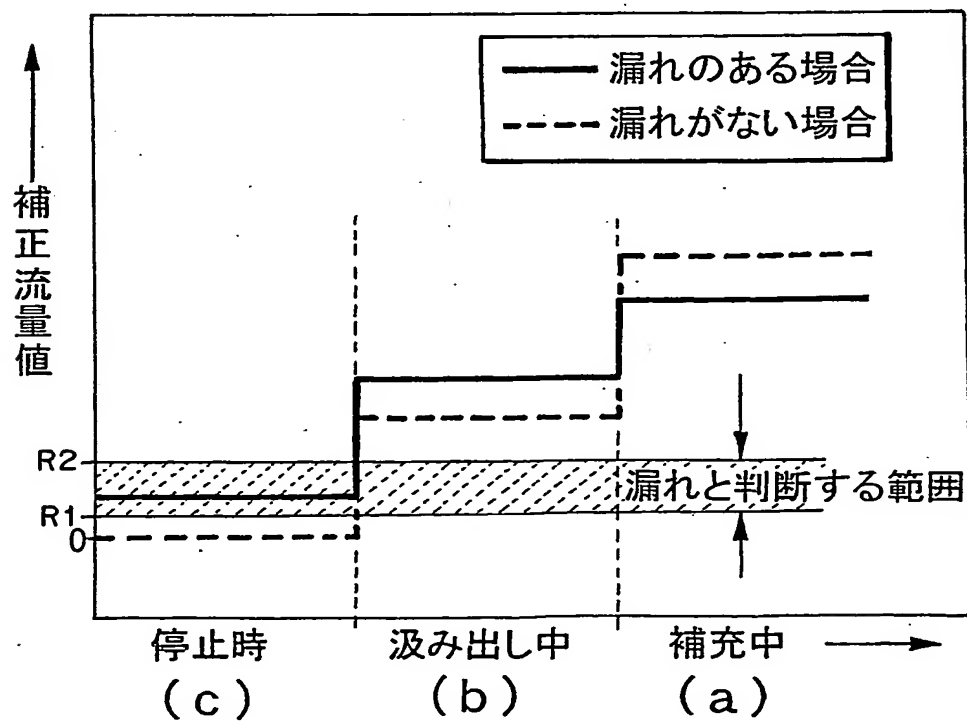 漏れのある場合
漏れがない場合
補正流量値
R2
R1
0
漏れと判断する範囲
停止時
汲み出し中
補充中
(c)
(b)
(a)